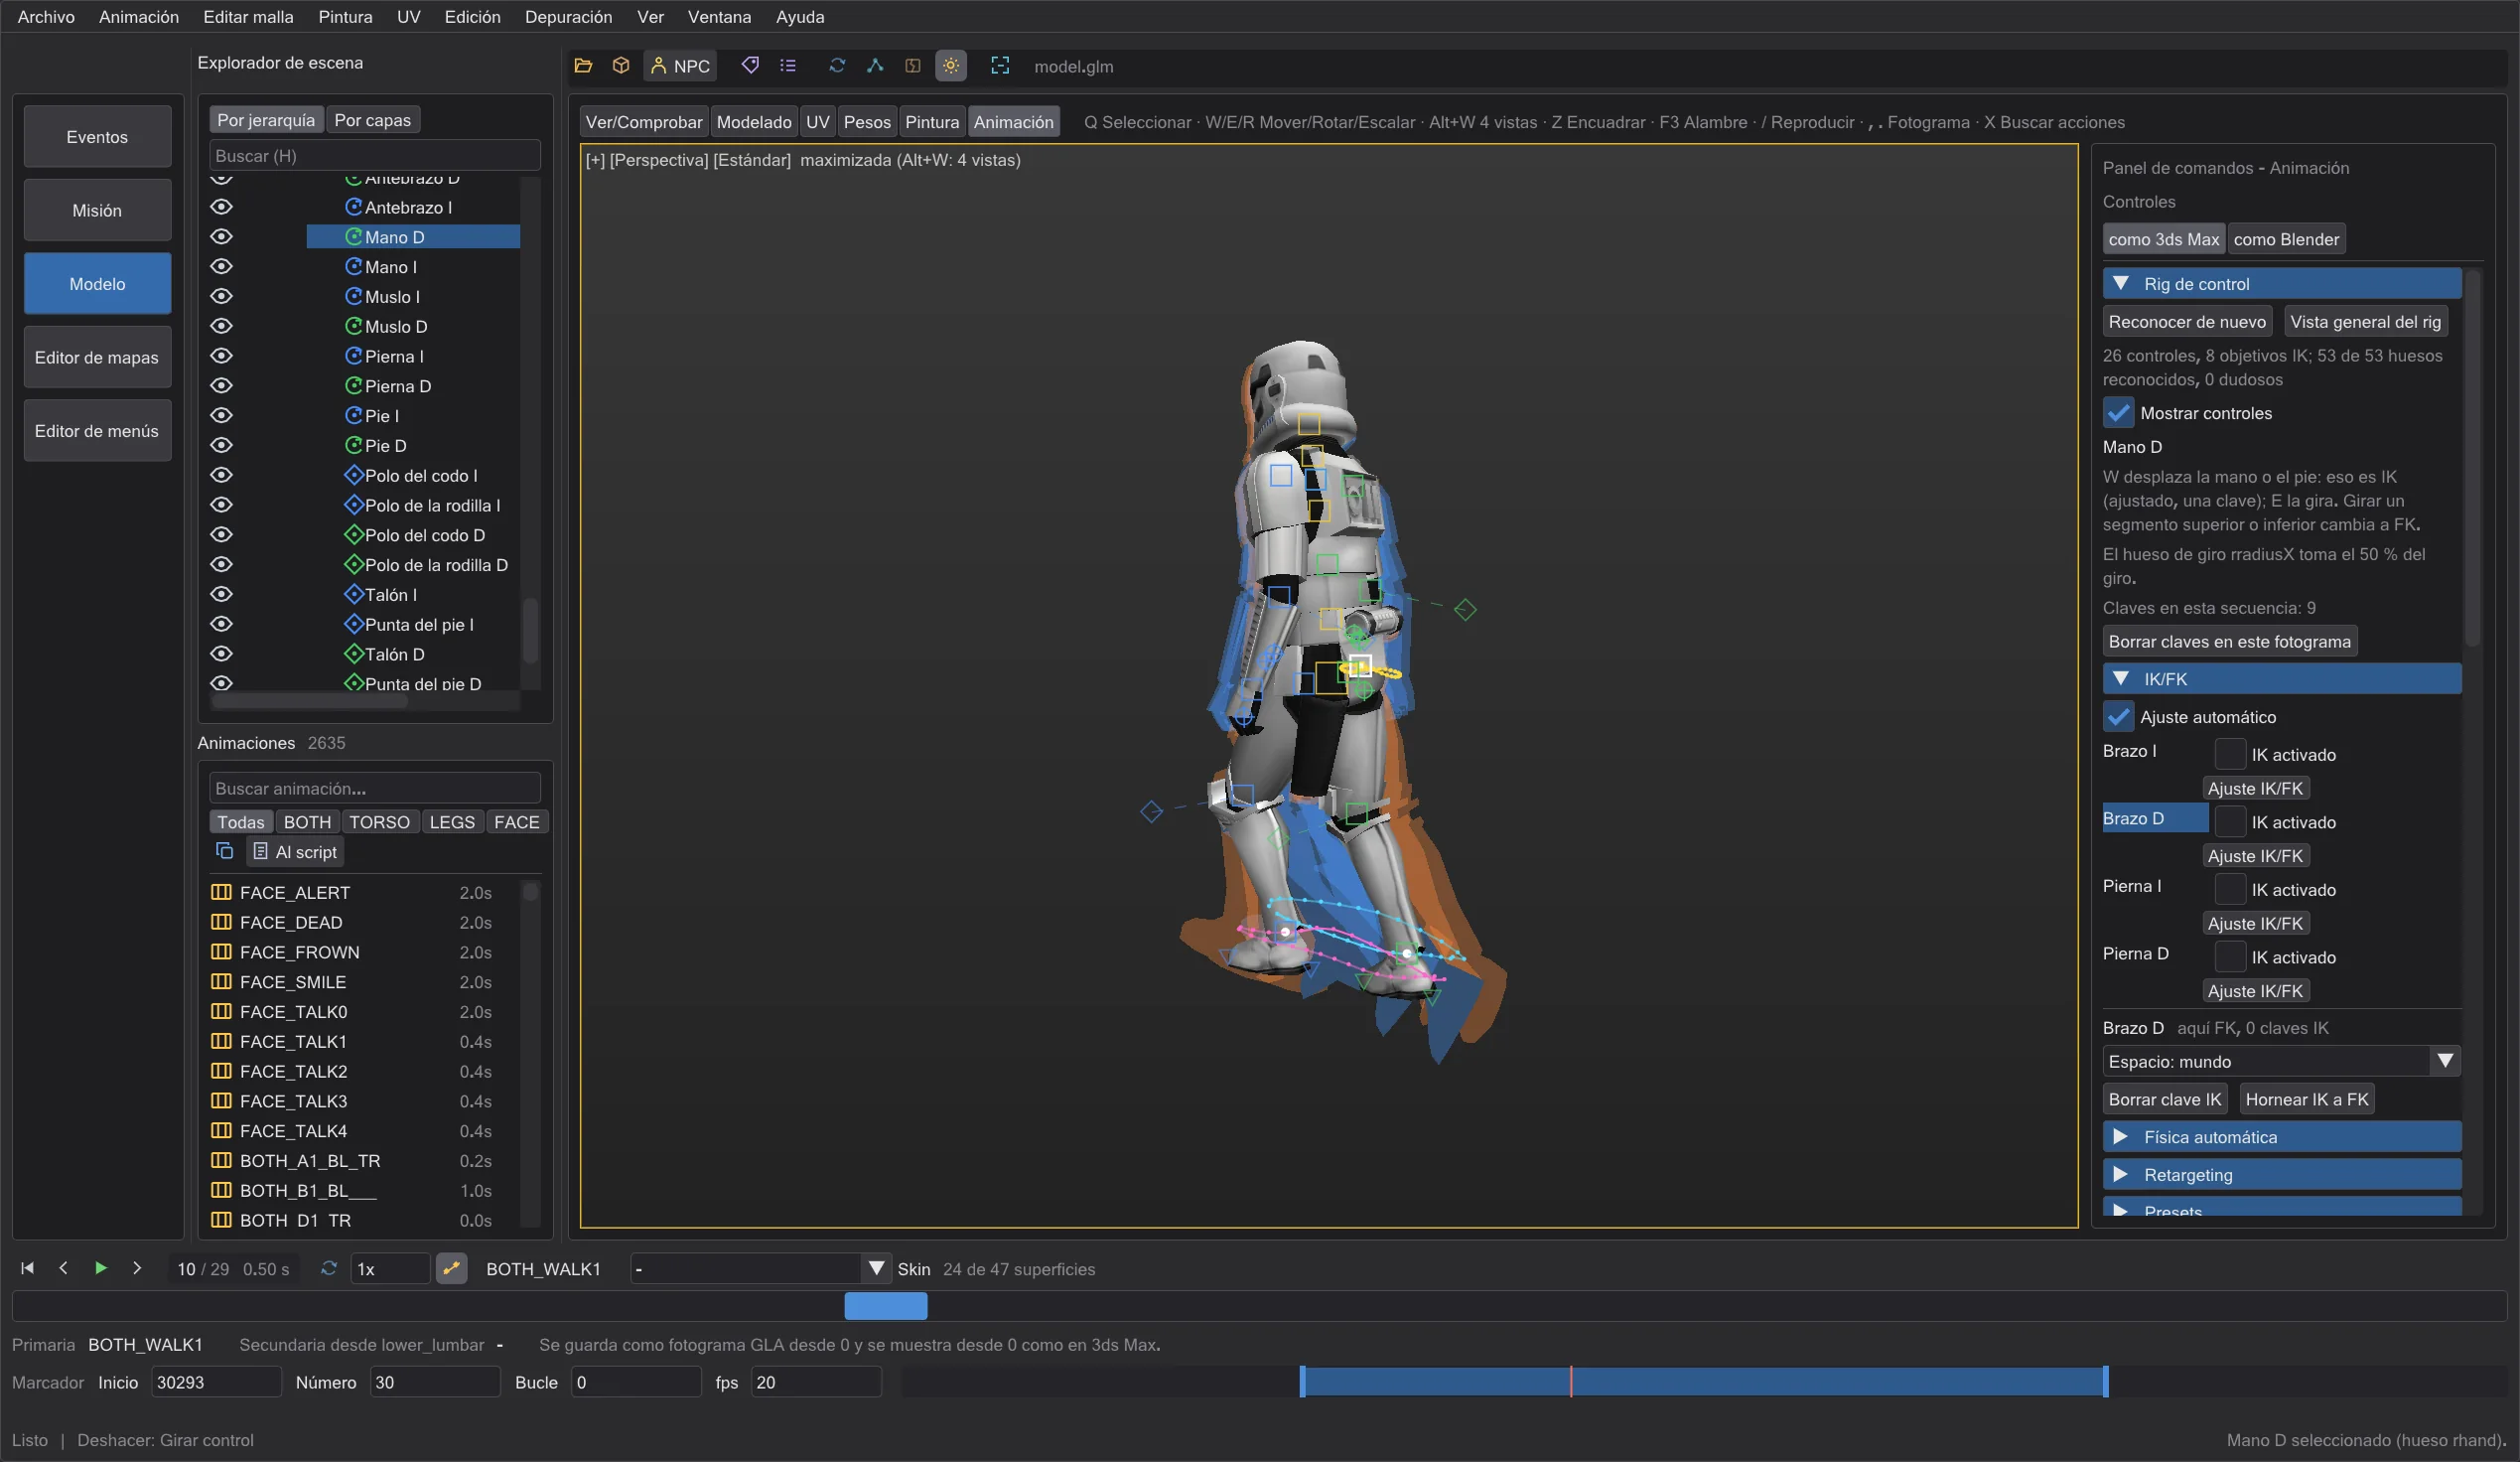 Archivo Animación Editar malla Pintura UV Edición Depuración Ver Ventana Ayuda
Explorador de escena
NPC model.glm
Eventos
Misión
Modelo
Editor de mapas
Editor de menús
Por jerarquía Por capas
Buscar (H)
Antebrazo D
Antebrazo I
Mano D
Mano I
Muslo I
Muslo D
Pierna I
Pierna D
Pie I
Pie D
Polo del codo I
Polo de la rodilla I
Polo del codo D
Polo de la rodilla D
Talón I
Punta del pie I
Talón D
Punta del pie D
Animaciones 2635
Buscar animación...
Todas BOTH TORSO LEGS FACE
Al script
FACE_ALERT 2.0s
FACE_DEAD 2.0s
FACE_FROWN 2.0s
FACE_SMILE 2.0s
FACE_TALK0 2.0s
FACE_TALK1 0.4s
FACE_TALK2 0.4s
FACE_TALK3 0.4s
FACE_TALK4 0.4s
BOTH_A1_BL_TR 0.2s
BOTH_B1_BL___ 1.0s
BOTH_D1_TR 0.0s
Ver/Comprobar Modelado UV Pesos Pintura Animación Q Seleccionar · W/E/R Mover/Rotar/Escalar · Alt+W 4 vistas · Z Encuadrar · F3 Alambre · / Reproducir · , . Fotograma · X Buscar acciones
[+] [Perspectiva] [Estándar] maximizada (Alt+W: 4 vistas)
Panel de comandos - Animación
Controles
como 3ds Max como Blender
Rig de control
Reconocer de nuevo Vista general del rig
26 controles, 8 objetivos IK; 53 de 53 huesos
reconocidos, 0 dudosos
Mostrar controles
Mano D
W desplaza la mano o el pie: eso es IK
(ajustado, una clave); E la gira. Girar un
segmento superior o inferior cambia a FK.
El hueso de giro rradiusX toma el 50 % del
giro.
Claves en esta secuencia: 9
Borrar claves en este fotograma
IK/FK
Ajuste automático
Brazo I IK activado
Ajuste IK/FK
Brazo D IK activado
Ajuste IK/FK
Pierna I IK activado
Ajuste IK/FK
Pierna D IK activado
Ajuste IK/FK
Brazo D aquí FK, 0 claves IK
Espacio: mundo
Borrar clave IK Hornear IK a FK
Física automática
Retargeting
Presets
10 / 29 0.50 s 1x BOTH_WALK1 - Skin 24 de 47 superficies
Primaria BOTH_WALK1 Secundaria desde lower_lumbar - Se guarda como fotograma GLA desde 0 y se muestra desde 0 como en 3ds Max.
Marcador Inicio 30293 Número 30 Bucle 0 fps 20
Listo | Deshacer: Girar control Mano D seleccionado (hueso rhand).